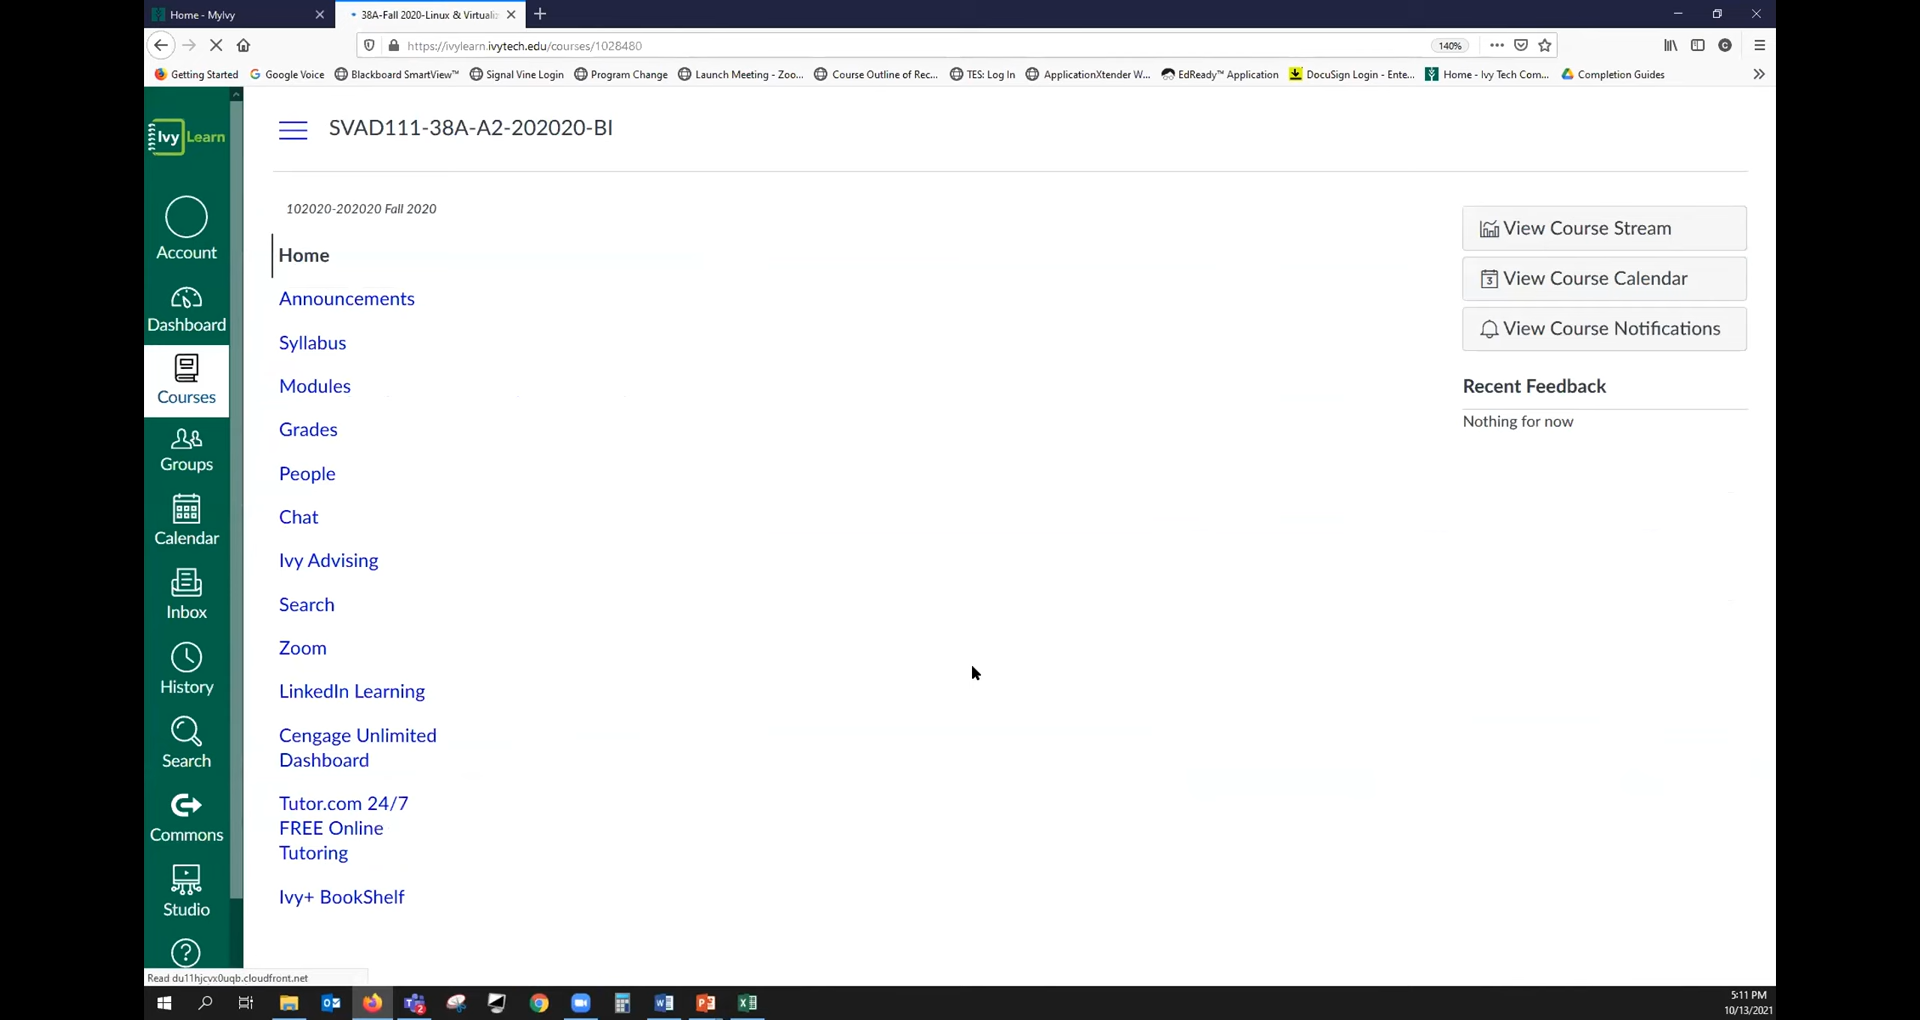 Home - MyIvy
38A-Fall 2020-Linux & Virtualiz
https://ivylearn.ivytech.edu/courses/1028480
140%
Getting Started
Google Voice
Blackboard SmartView™
Signal Vine Login
Program Change
Launch Meeting - Zoo...
Course Outline of Rec...
TES: Log In
ApplicationXtender W...
EdReady™ Application
DocuSign Login - Ente...
Home - Ivy Tech Com...
Completion Guides
Ivy Learn
Account
Dashboard
Courses
Groups
Calendar
Inbox
History
Search
Commons
Studio
SVAD111-38A-A2-202020-BI
102020-202020 Fall 2020
Home
Announcements
Syllabus
Modules
Grades
People
Chat
Ivy Advising
Search
Zoom
LinkedIn Learning
Cengage Unlimited
Dashboard
Tutor.com 24/7
FREE Online
Tutoring
Ivy+ BookShelf
View Course Stream
3 View Course Calendar
View Course Notifications
Recent Feedback
Nothing for now
Read du11hjcvx0uqb.cloudfront.net
5:11 PM
10/13/2021